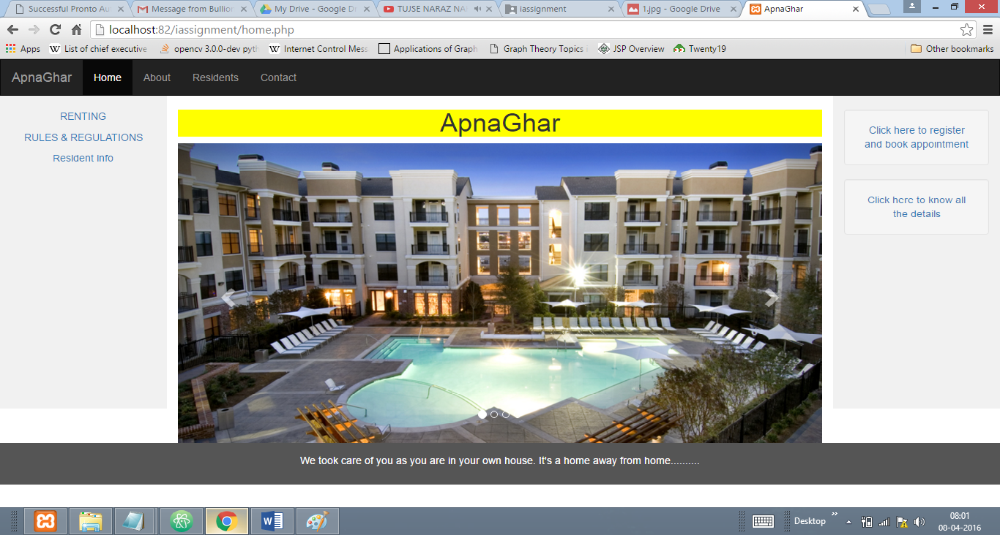 Successful Pronto Au
Message from Bullion
My Drive - Google Dr
TUJSE NARAZ NA
iassignment
1.jpg - Google Drive
ApnaGhar
localhost:82/iassignment/home.php
Apps
List of chief executive
opencv 3.0.0-dev pyth
Internet Control Mess
Applications of Graph
Graph Theory Topics i
JSP Overview
Twenty19
Other bookmarks
ApnaGhar
Home
About
Residents
Contact
RENTING
RULES & REGULATIONS
Resident Info
ApnaGhar
Click here to register
and book appointment
Click here to know all
the details
We took care of you as you are in your own house. It's a home away from home..........
Desktop
08:01
08-04-2016